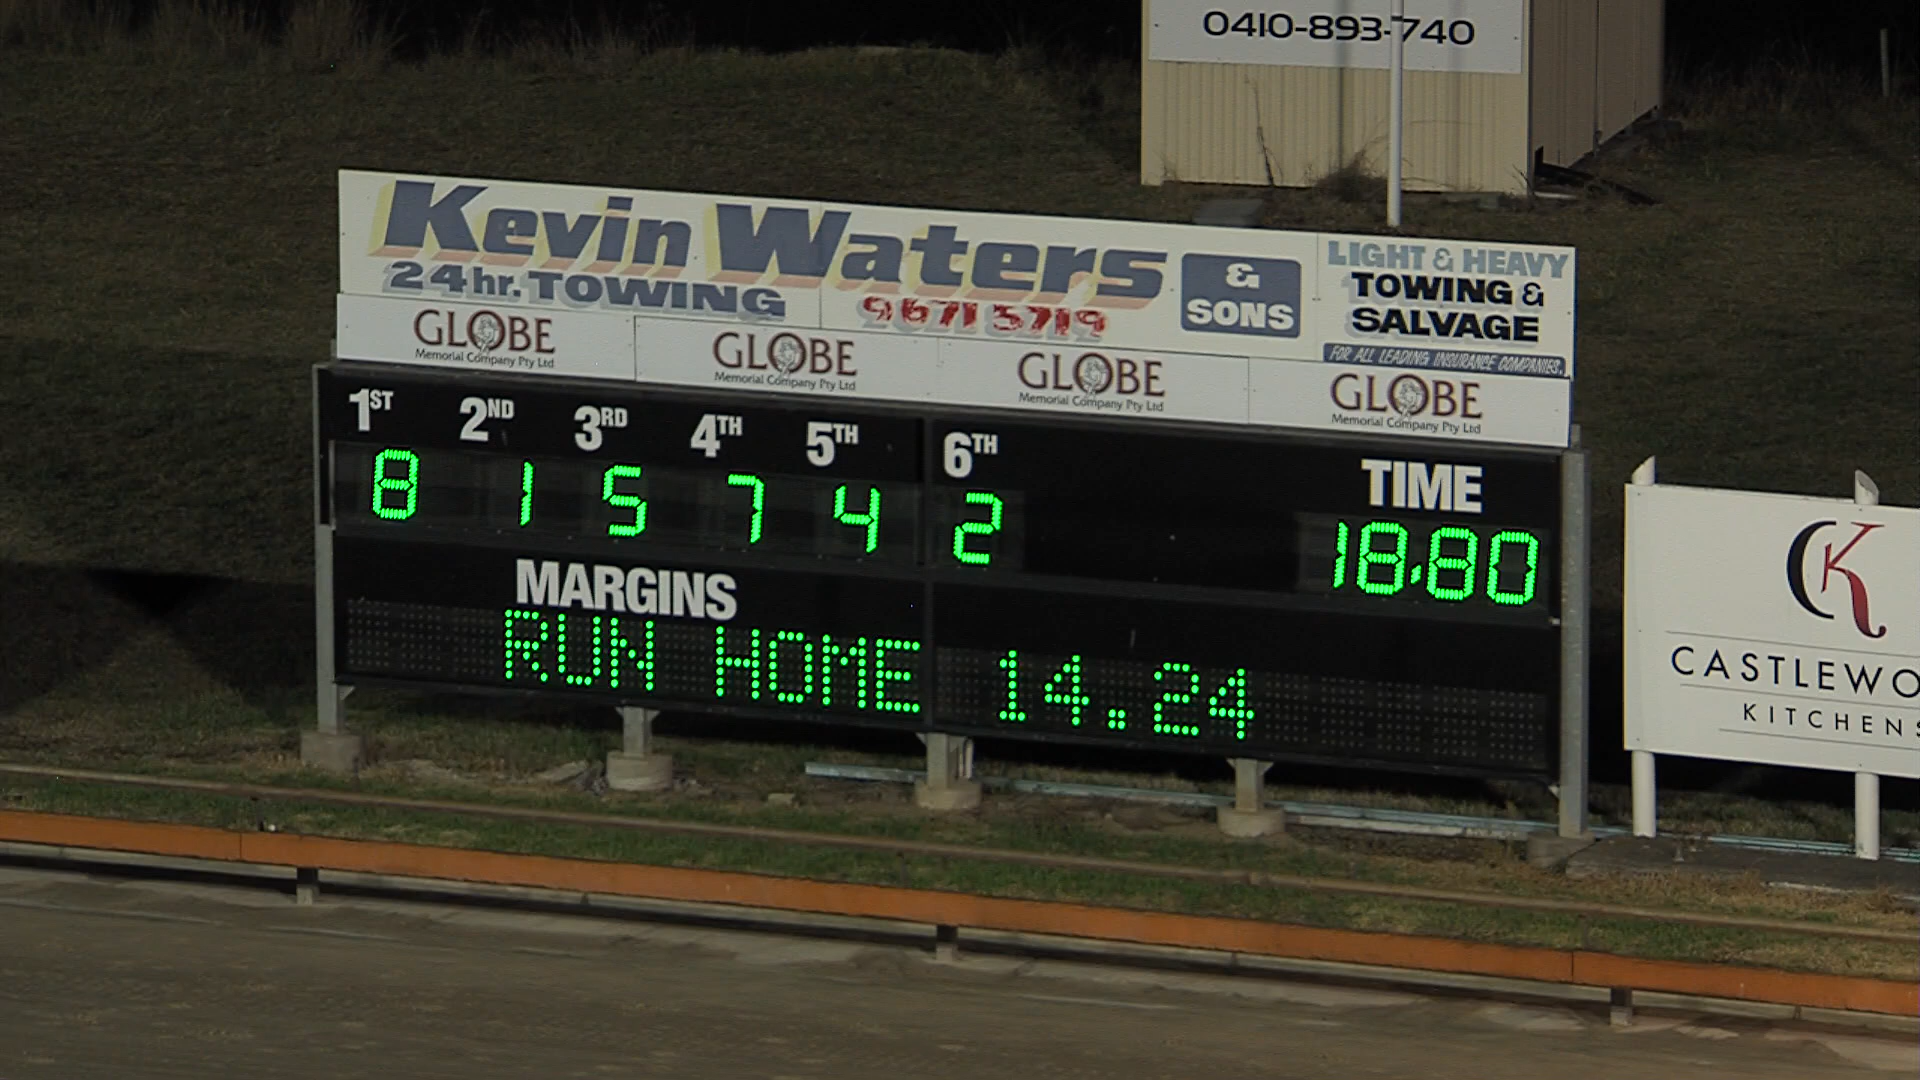 0410-893-740
Kevin Waters & SONS
24hr. TOWING 9671 3719
LIGHT & HEAVY
TOWING &
SALVAGE
FOR ALL LEADING INSURANCE COMPANIES.
GLOBE GLOBE GLOBE GLOBE
Memorial Company Pty Ltd Memorial Company Pty Ltd Memorial Company Pty Ltd Memorial Company Pty Ltd
1ST 2ND 3RD 4TH 5TH 6TH TIME
8 1 5 7 4 2 18.80
MARGINS
RUN HOME 14.24
CK
CASTLEWO
KITCHENS